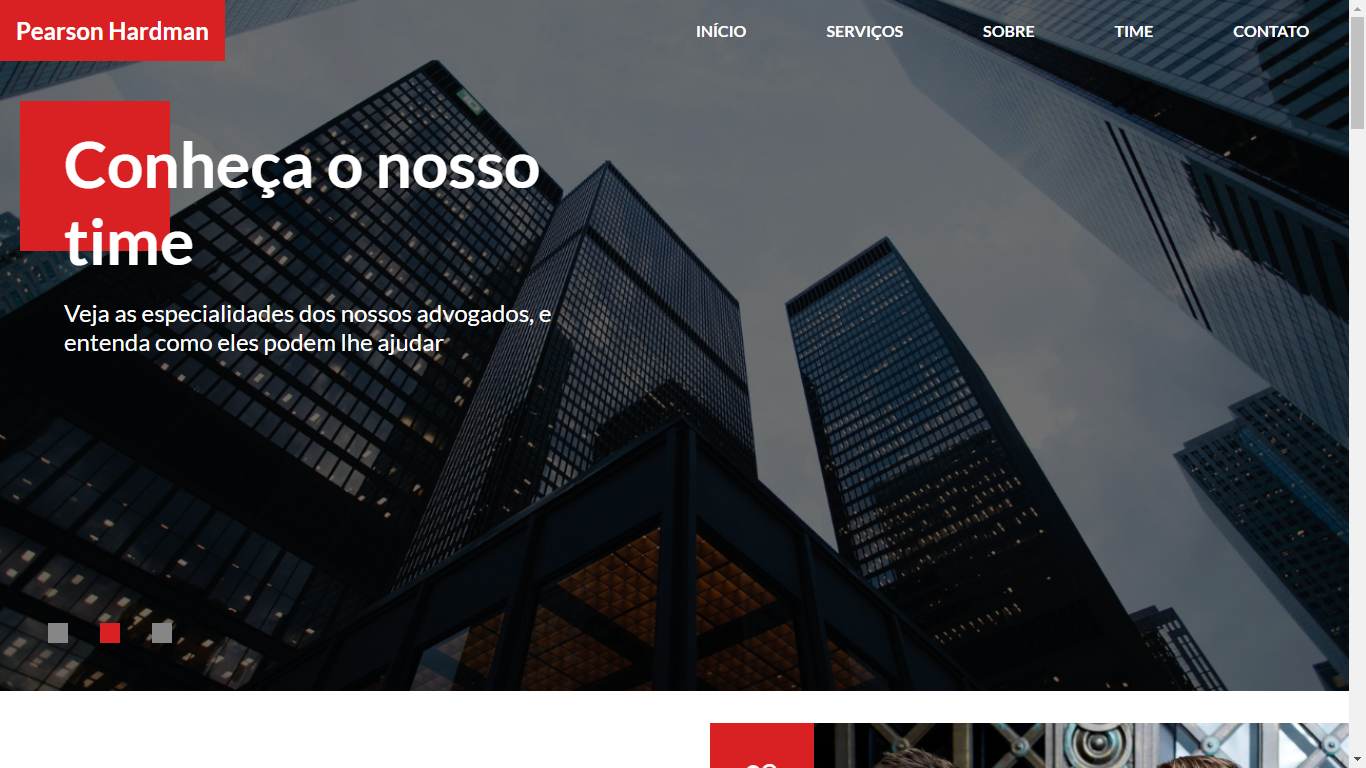 Pearson Hardman
INÍCIO SERVIÇOS SOBRE TIME CONTATO
Conheça o nosso
time
Veja as especialidades dos nossos advogados, e
entenda como eles podem lhe ajudar